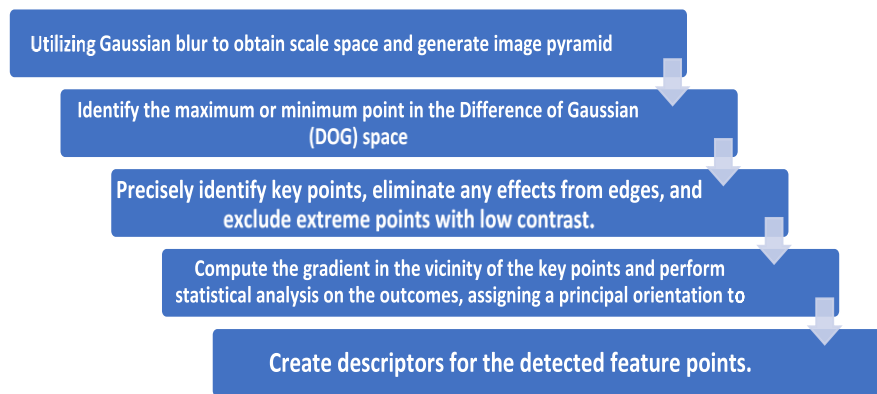 Utilizing Gaussian blur to obtain scale space and generate image pyramid
Identify the maximum or minimum point in the Difference of Gaussian
(DOG) space
Precisely identify key points, eliminate any effects from edges, and
exclude extreme points with low contrast.
Compute the gradient in the vicinity of the key points and perform
statistical analysis on the outcomes, assigning a principal orientation to
Create descriptors for the detected feature points.